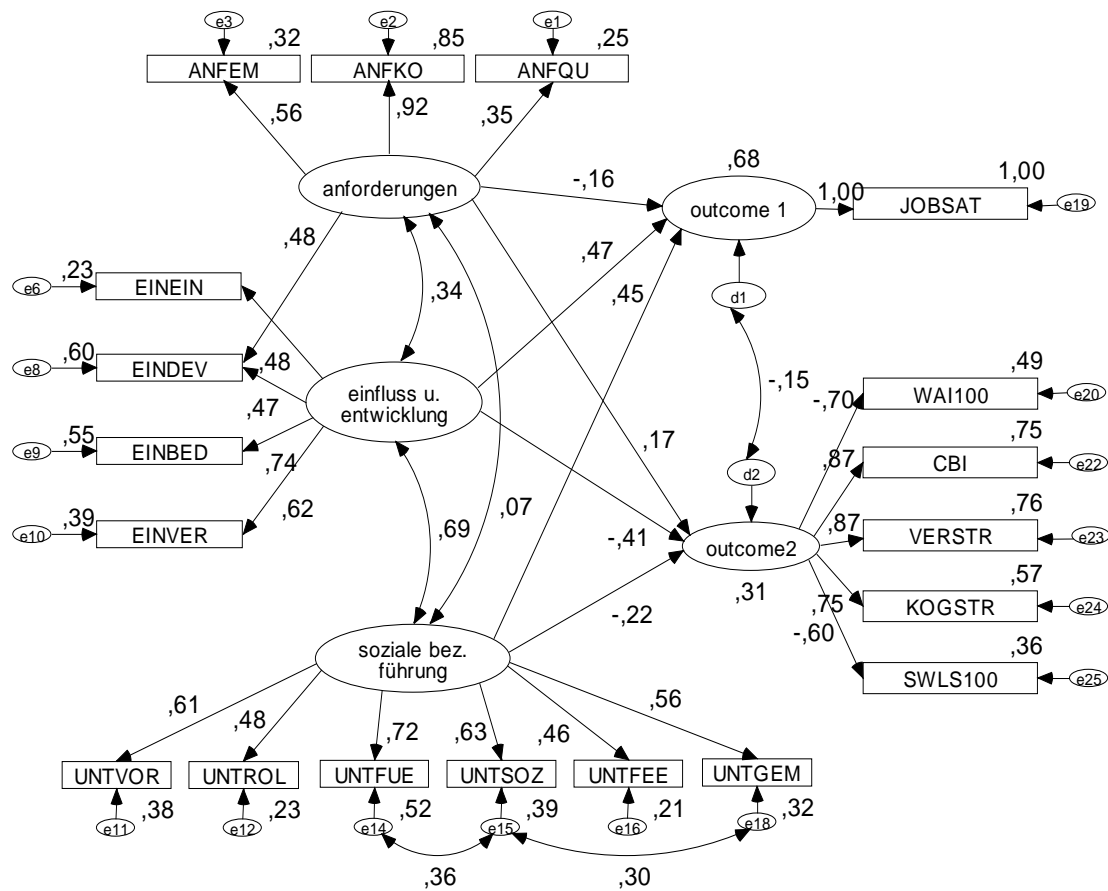 e3
e2
e1
,32
,85
,25
ANFEM
ANFKO
ANFQU
,56
,92
,35
anforderungen
-,16
,68
outcome 1
1,00
1,00
JOBSAT
e19
,48
,47
,45
e6
,23
EINEIN
,34
d1
e8
,60
EINDEV
,48
einfluss u.
entwicklung
-,15
,49
WAI100
e20
-,70
,47
e9
,55
EINBED
,17
,75
CBI
e22
,87
,74
d2
e10
,39
EINVER
,62
,69
,07
-,41
outcome2
,31
,87
,76
VERSTR
e23
,57
KOGSTR
e24
,75
-,60
-,22
soziale bez.
führung
,36
SWLS100
e25
,61
,48
,72
,63
,46
,56
UNTVOR
UNTROL
UNTFUE
UNTSOZ
UNTFEE
UNTGEM
,38
,23
,52
,39
,21
,32
e11
e12
e14
e15
e16
e18
,36
,30